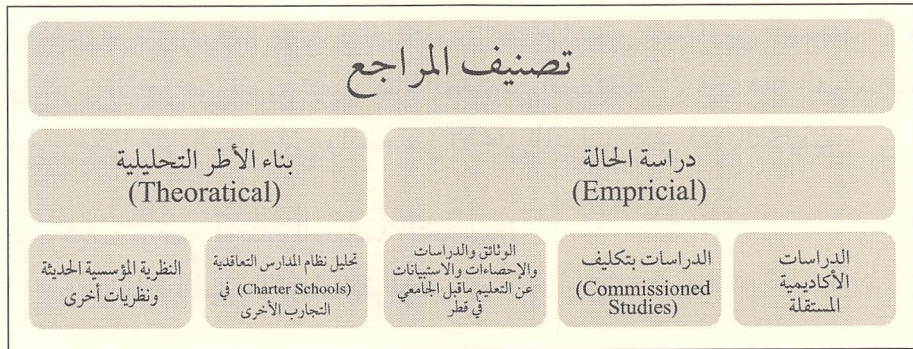 تصنيف المراجع
دراسة الحالة
(Empricial)
بناء الأطر التحليلية
(Theoratical)
الدراسات
الأكاديمية
المستقلة
الدراسات بتكليف
(Commissioned
Studies)
الوثائق والدراسات
والإحصاءات والاستبيانات
عن التعليم ماقبل الجامعي
في قطر
تحليل نظام المدارس التعاقدية
(Charter Schools) في
التجارب الأخرى
النظرية المؤسسية الحديثة
ونظريات أخرى